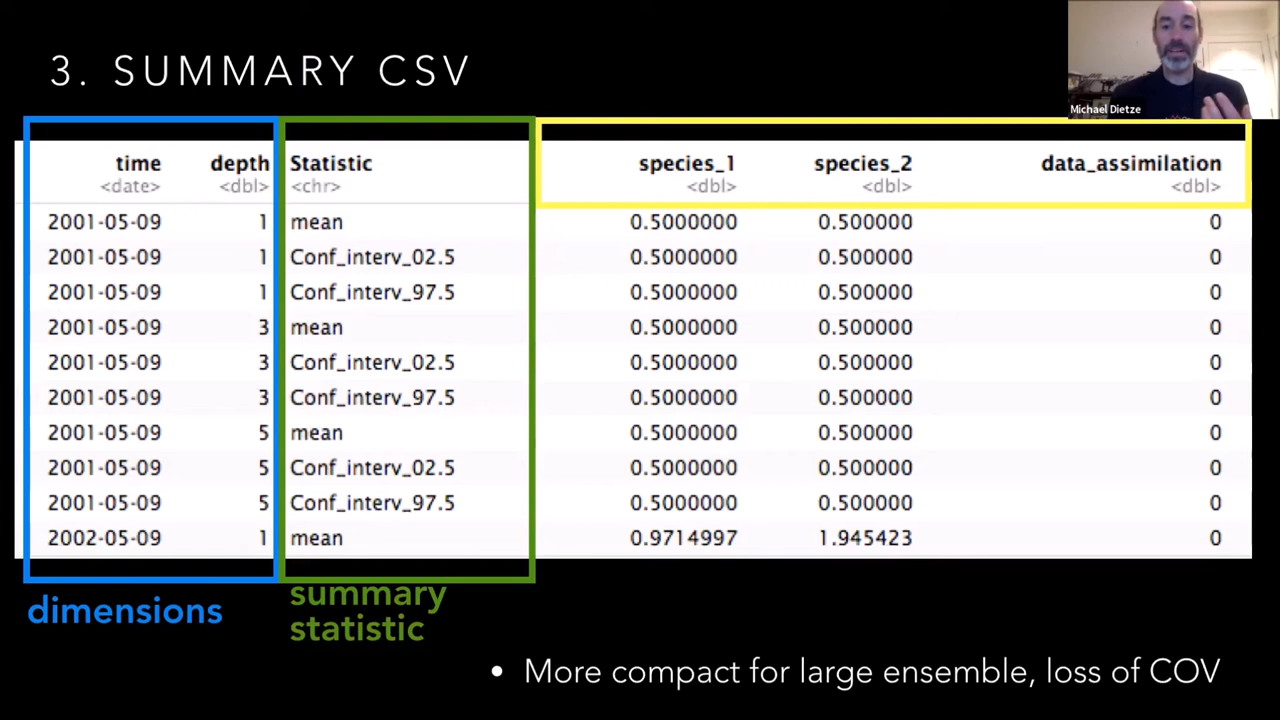 3. SUMMARY CSV
Michael Dietze
time depth Statistic species_1 species_2 data_assimilation
<date> <dbl> <chr> <dbl> <dbl> <dbl>
2001-05-09 1 mean 0.5000000 0.500000 0
2001-05-09 1 Conf_interv_02.5 0.5000000 0.500000 0
2001-05-09 1 Conf_interv_97.5 0.5000000 0.500000 0
2001-05-09 3 mean 0.5000000 0.500000 0
2001-05-09 3 Conf_interv_02.5 0.5000000 0.500000 0
2001-05-09 3 Conf_interv_97.5 0.5000000 0.500000 0
2001-05-09 5 mean 0.5000000 0.500000 0
2001-05-09 5 Conf_interv_02.5 0.5000000 0.500000 0
2001-05-09 5 Conf_interv_97.5 0.5000000 0.500000 0
2002-05-09 1 mean 0.9714997 1.945423 0
dimensions
summary
statistic
• More compact for large ensemble, loss of COV